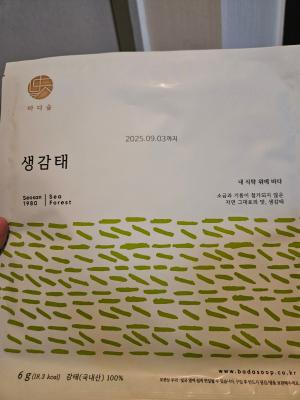 바다숲
2025.09.03까지
생감태
Seosan
1980
Sea
Forest
내 식탁 위에 바다
소금과 기름이 첨가되지 않은
자연 그대로의 맛, 생감태
6 g (18.3 kcal) 감태(국내산) 100%
www.badasoop.co.kr